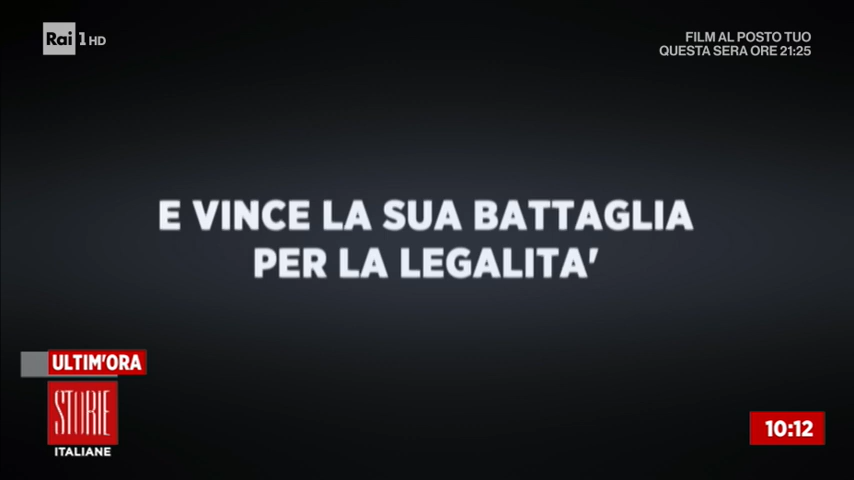 Rai 1 HD
FILM AL POSTO TUO
QUESTA SERA ORE 21:25
E VINCE LA SUA BATTAGLIA
PER LA LEGALITA'
ULTIM'ORA
STORIE
ITALIANE
10:12